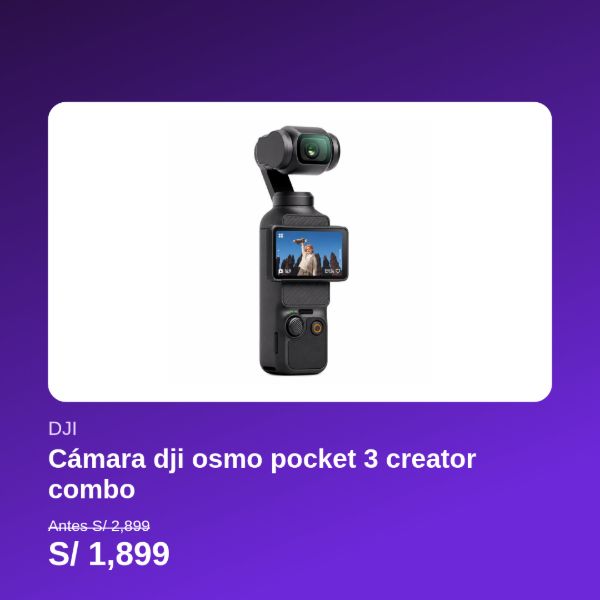 DJI
Cámara dji osmo pocket 3 creator
combo
Antes S/ 2,899
S/ 1,899